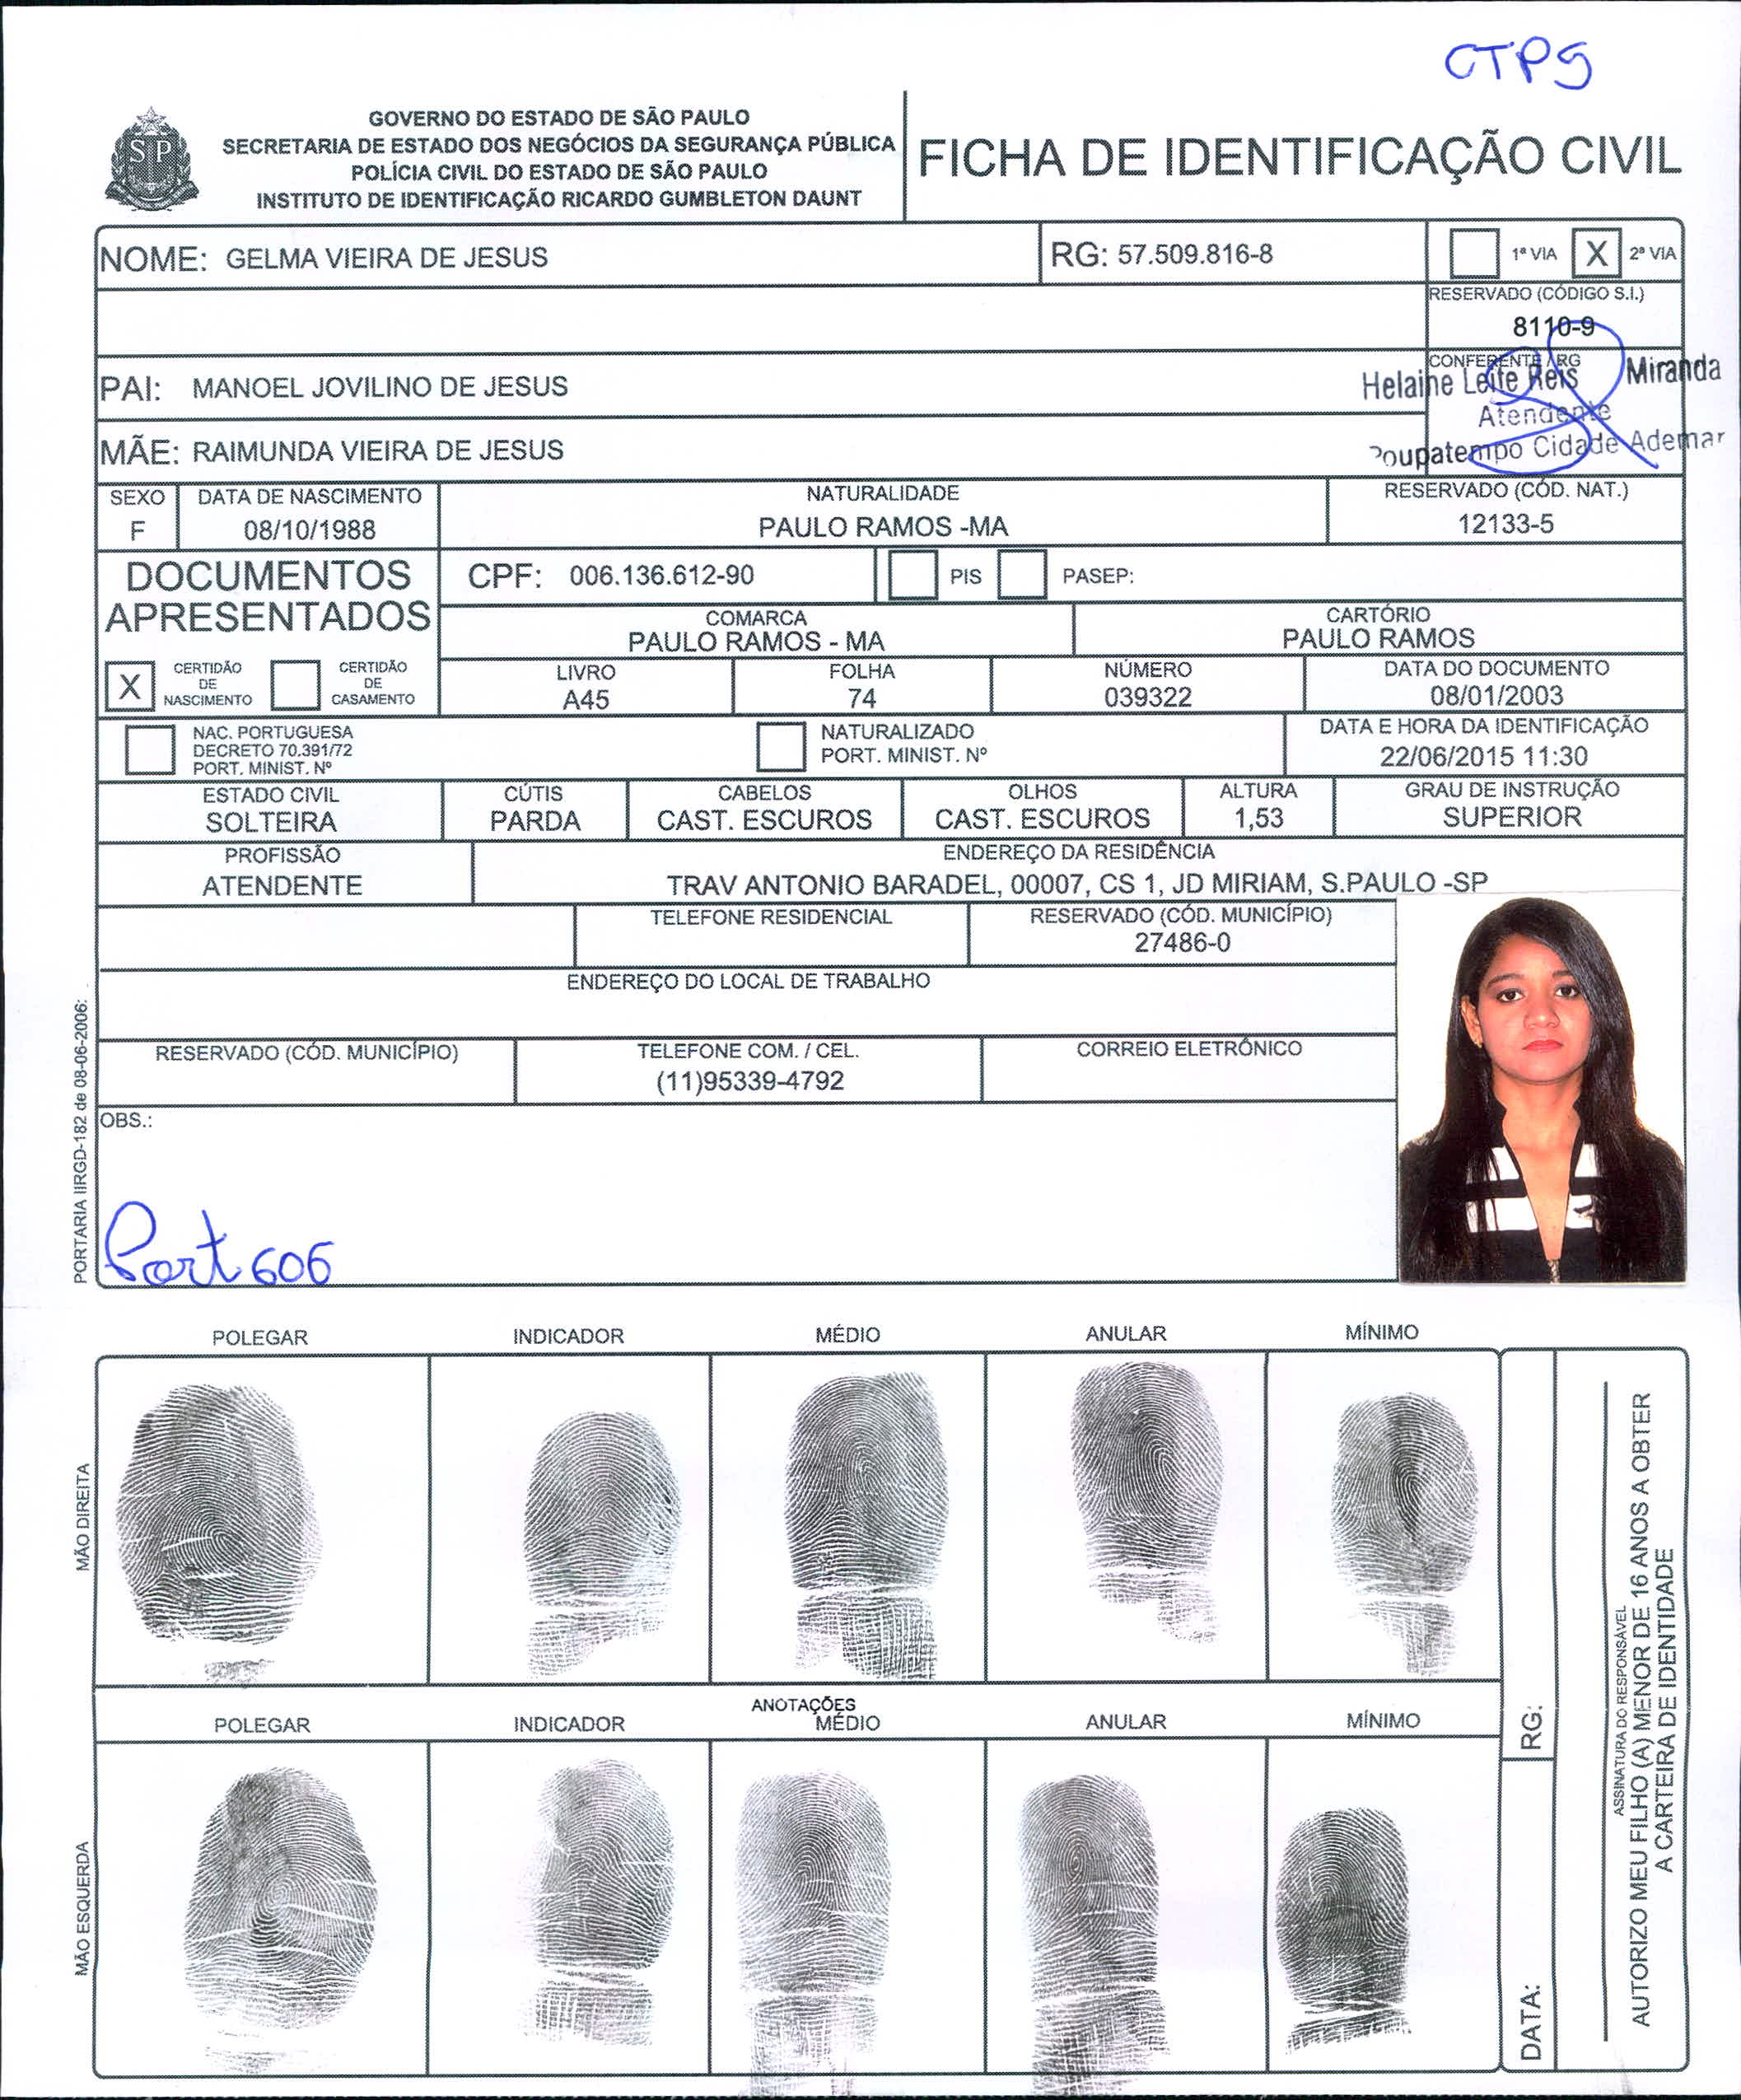 CTPS
GOVERNO DO ESTADO DE SÃO PAULO
SECRETARIA DE ESTADO DOS NEGÓCIOS DA SEGURANÇA PÚBLICA
POLÍCIA CIVIL DO ESTADO DE SÃO PAULO
INSTITUTO DE IDENTIFICAÇÃO RICARDO GUMBLETON DAUNT
SP
FICHA DE IDENTIFICAÇÃO CIVIL
NOME: GELMA VIEIRA DE JESUS
RG: 57.509.816-8
1ª VIA X 2ª VIA
RESERVADO (CÓDIGO S.I.)
8110-9
PAI: MANOEL JOVILINO DE JESUS
CONFERENTE / RG
Helaine Leite Reis Miranda
Atendente
Poupatempo Cidade Ademar
MÃE: RAIMUNDA VIEIRA DE JESUS
SEXO
F
DATA DE NASCIMENTO
08/10/1988
NATURALIDADE
PAULO RAMOS -MA
RESERVADO (CÓD. NAT.)
12133-5
DOCUMENTOS
APRESENTADOS
CPF: 006.136.612-90
PIS
PASEP:
COMARCA
PAULO RAMOS - MA
CARTÓRIO
PAULO RAMOS
X CERTIDÃO
DE
NASCIMENTO
CERTIDÃO
DE
CASAMENTO
LIVRO
A45
FOLHA
74
NÚMERO
039322
DATA DO DOCUMENTO
08/01/2003
NAC. PORTUGUESA
DECRETO 70.391/72
PORT. MINIST. Nº
NATURALIZADO
PORT. MINIST. Nº
DATA E HORA DA IDENTIFICAÇÃO
22/06/2015 11:30
ESTADO CIVIL
SOLTEIRA
CÚTIS
PARDA
CABELOS
CAST. ESCUROS
OLHOS
CAST. ESCUROS
ALTURA
1,53
GRAU DE INSTRUÇÃO
SUPERIOR
PROFISSÃO
ATENDENTE
ENDEREÇO DA RESIDÊNCIA
TRAV ANTONIO BARADEL, 00007, CS 1, JD MIRIAM, S.PAULO -SP
TELEFONE RESIDENCIAL
RESERVADO (CÓD. MUNICÍPIO)
27486-0
ENDEREÇO DO LOCAL DE TRABALHO
RESERVADO (CÓD. MUNICÍPIO)
TELEFONE COM. / CEL.
(11)95339-4792
CORREIO ELETRÔNICO
OBS.:
Port 606
PORTARIA IIRGD-182 de 08-06-2006:
POLEGAR INDICADOR MÉDIO ANULAR MÍNIMO
MÃO DIREITA
ANOTAÇÕES
POLEGAR INDICADOR MÉDIO ANULAR MÍNIMO
MÃO ESQUERDA
RG:
DATA:
ASSINATURA DO RESPONSÁVEL
AUTORIZO MEU FILHO (A) MENOR DE 16 ANOS A OBTER
A CARTEIRA DE IDENTIDADE